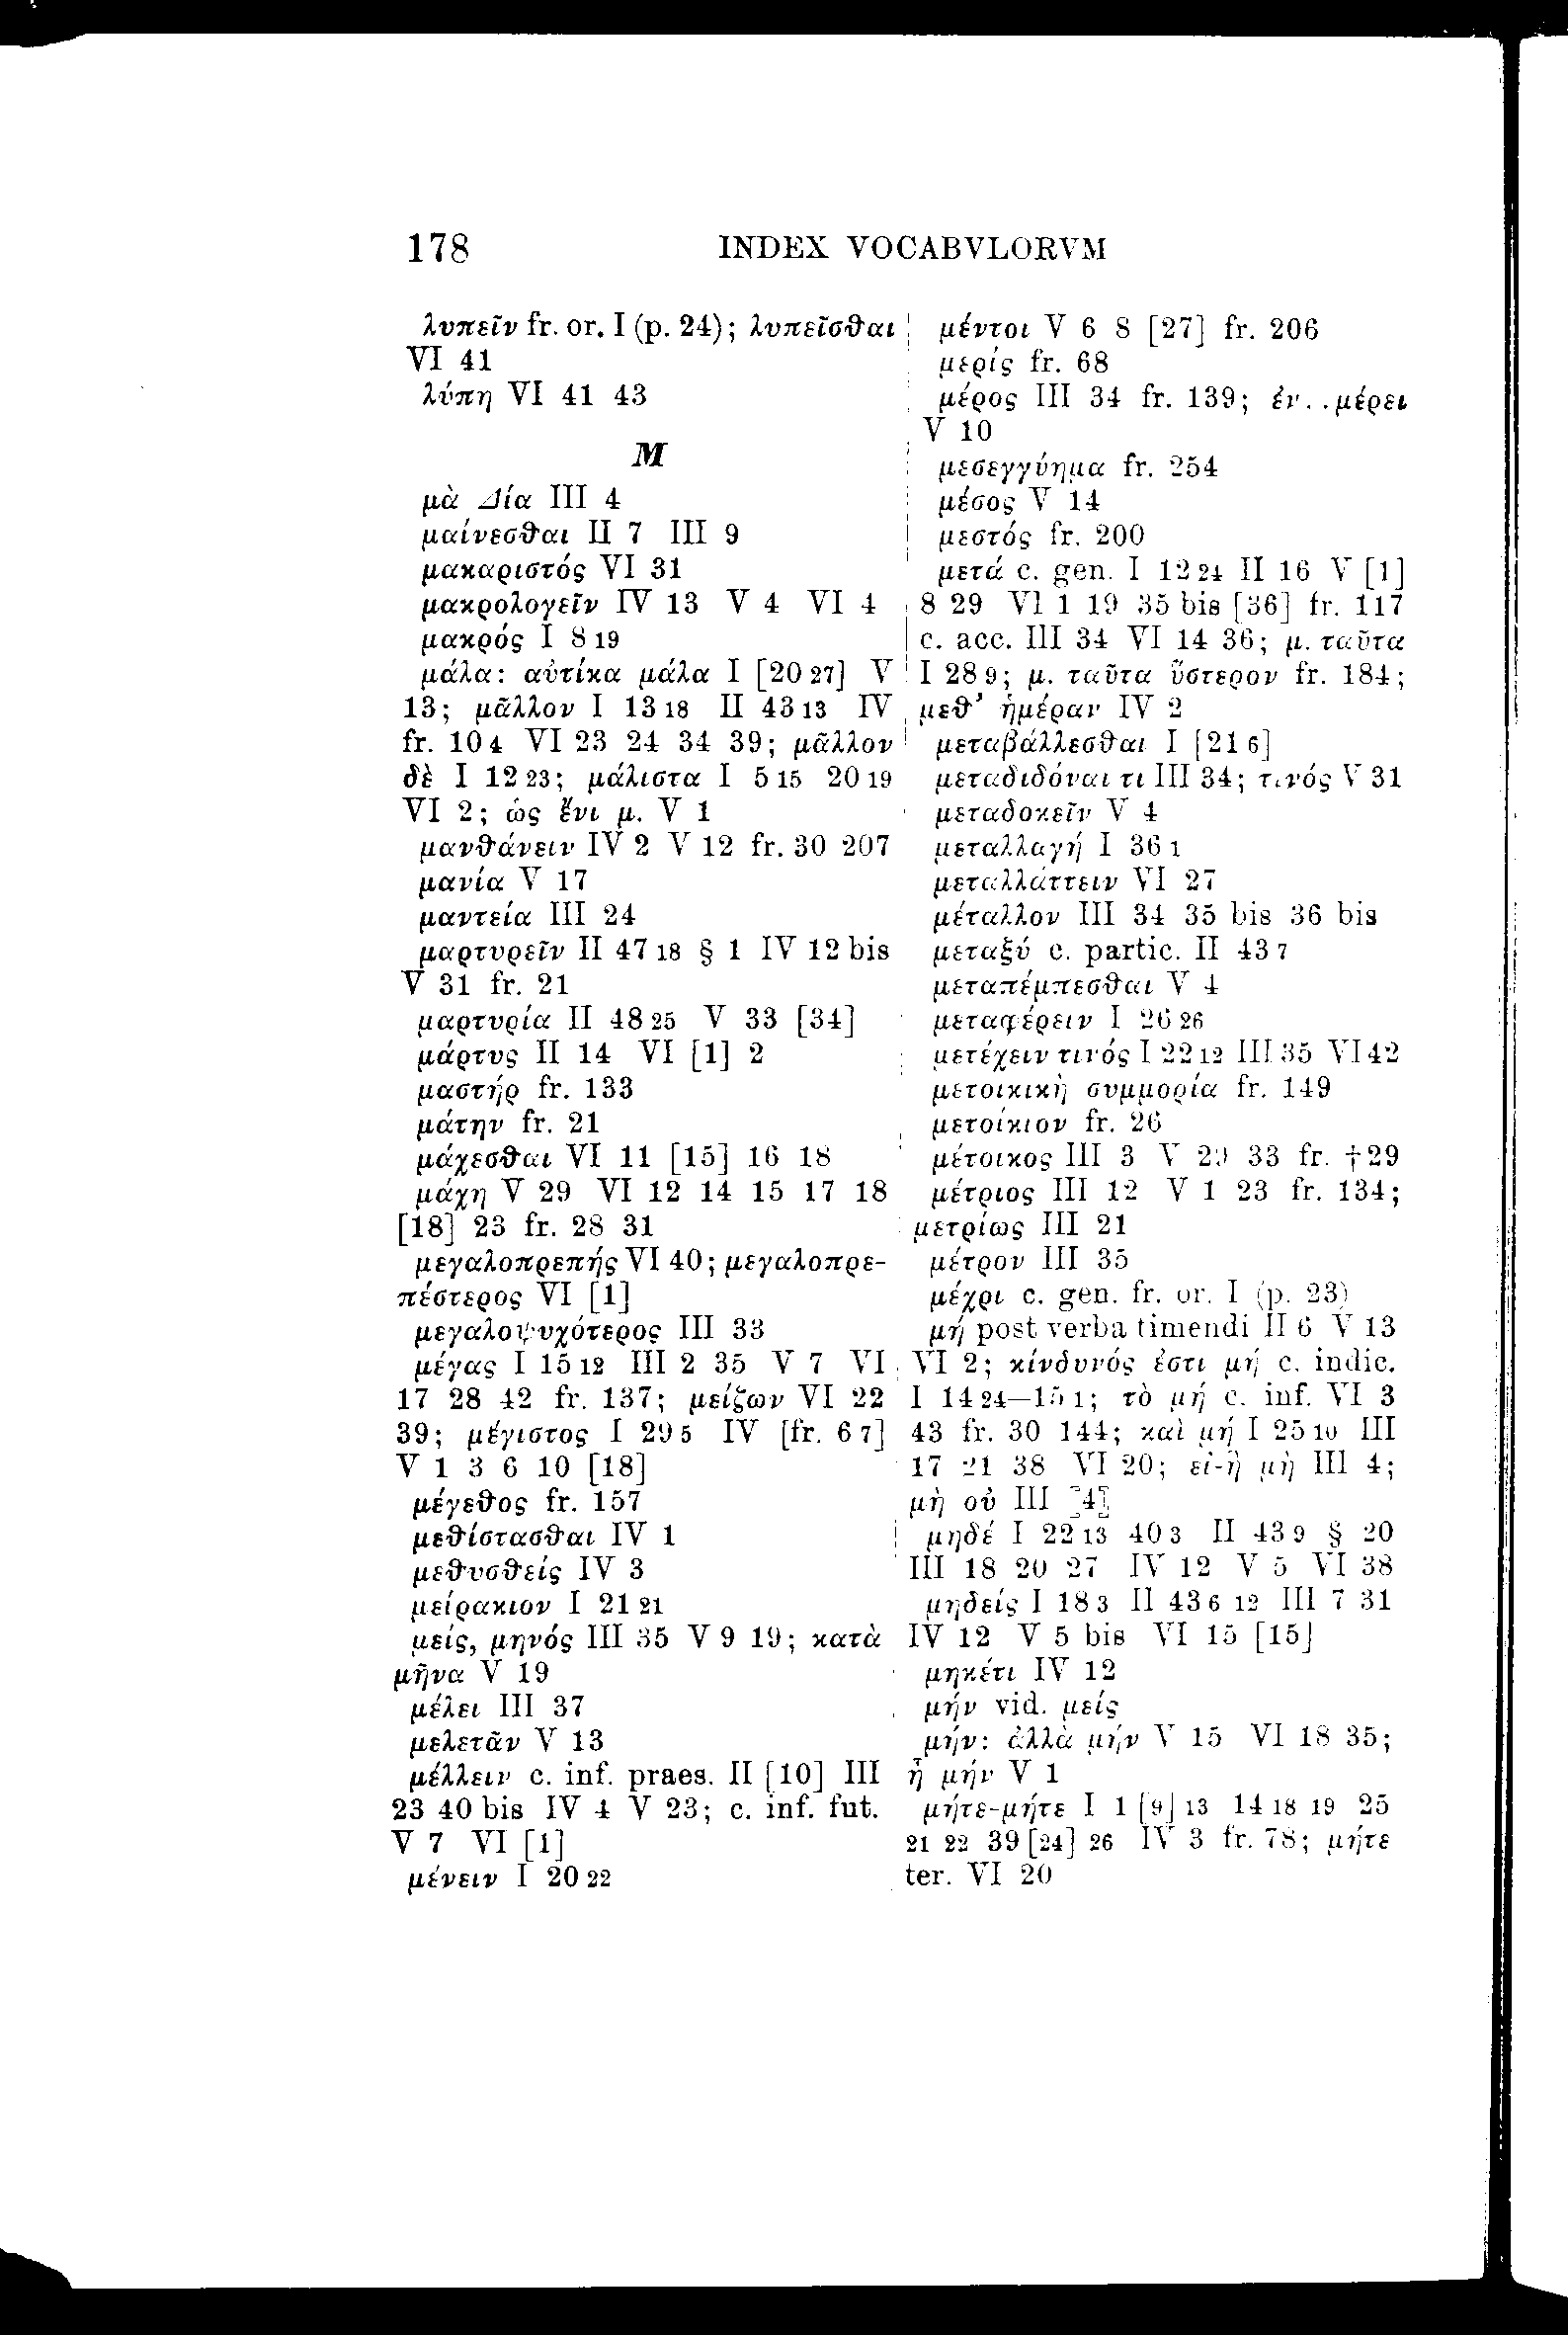 178 INDEX VOCABVLORVM
λυπεῖν fr. or. I (p. 24); λυπεῖσθαι
VI 41
λύπη VI 41 43
M
μὰ Δία III 4
μαίνεσθαι II 7 III 9
μακαριστός VI 31
μακρολογεῖν IV 13 V 4 VI 4
μακρός I 8 19
μάλα: αὐτίκα μάλα I [20 27] V
13; μᾶλλον I 13 18 II 43 13 IV
fr. 10 4 VI 23 24 34 39; μᾶλλον
δὲ I 12 23; μάλιστα I 5 15 20 19
VI 2; ὡς ἔνι μ. V 1
μανθάνειν IV 2 V 12 fr. 30 207
μανία V 17
μαντεία III 24
μαρτυρεῖν II 47 18 § 1 IV 12 bis
V 31 fr. 21
μαρτυρία II 48 25 V 33 [34]
μάρτυς II 14 VI [1] 2
μαστήρ fr. 133
μάτην fr. 21
μάχεσθαι VI 11 [15] 16 18
μάχη V 29 VI 12 14 15 17 18
[18] 23 fr. 28 31
μεγαλοπρεπής VI 40; μεγαλοπρε-
πέστερος VI [1]
μεγαλοψυχότερος III 33
μέγας I 15 12 III 2 35 V 7 VI
17 28 42 fr. 137; μείζων VI 22
39; μέγιστος I 29 5 IV [fr. 6 7]
V 1 3 6 10 [18]
μέγεθος fr. 157
μεθίστασθαι IV 1
μεθυσθείς IV 3
μείρακιον I 21 21
μείς, μηνός III 35 V 9 19; κατὰ
μῆνα V 19
μέλει III 37
μελετᾶν V 13
μέλλειν c. inf. praes. II [10] III
23 40 bis IV 4 V 23; c. inf. fut.
V 7 VI [1]
μένειν I 20 22
μέντοι V 6 8 [27] fr. 206
μερίς fr. 68
μέρος III 34 fr. 139; ἐν . . μέρει
V 10
μεσεγγύημα fr. 254
μέσος V 14
μεστός fr. 200
μετά c. gen. I 12 24 II 16 V [1]
8 29 VI 1 19 35 bis [36] fr. 117
c. acc. III 34 VI 14 36; μ. ταῦτα
I 28 9; μ. ταῦτα ὕστερον fr. 184;
μεθ’ ἡμέραν IV 2
μεταβάλλεσθαι I [21 6]
μεταδιδόναι τι III 34; τινός V 31
μεταδοκεῖν V 4
μεταλλαγή I 36 1
μεταλλάττειν VI 27
μέταλλον III 34 35 bis 36 bis
μεταξύ c. partic. II 43 7
μεταπέμπεσθαι V 4
μεταφέρειν I 26 26
μετέχειν τινός I 22 12 III 35 VI 42
μετοικικὴ συμμορία fr. 149
μετοίκιον fr. 26
μέτοικος III 3 V 29 33 fr. †29
μέτριος III 12 V 1 23 fr. 134;
μετρίως III 21
μέτρον III 35
μέχρι c. gen. fr. or. I (p. 23)
μή post verba timendi II 6 V 13
VI 2; κίνδυνός ἐστι μή c. indic.
I 14 24—15 1; τὸ μή c. inf. VI 3
43 fr. 30 144; καὶ μή I 25 10 III
17 21 38 VI 20; εἰ-ἢ μὴ III 4;
μὴ οὐ III [4]
μηδέ I 22 13 40 3 II 43 9 § 20
III 18 20 27 IV 12 V 5 VI 38
μηδείς I 18 3 II 43 6 12 III 7 31
IV 12 V 5 bis VI 15 [15]
μηκέτι IV 12
μήν vid. μείς
μήν: ἀλλὰ μήν V 15 VI 18 35;
ἦ μήν V 1
μήτε-μήτε I 1 [9] 13 14 18 19 25
21 22 39 [24] 26 IV 3 fr. 78; μήτε
ter. VI 20